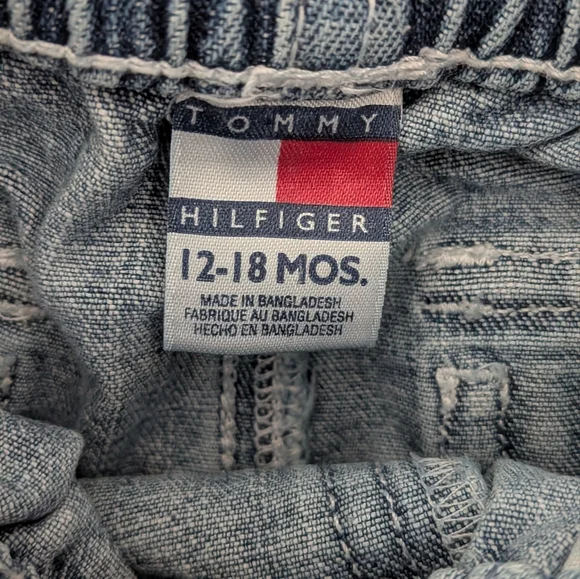 TOMMY
HILFIGER
12-18 MOS.
MADE IN BANGLADESH
FABRIQUE AU BANGLADESH
HECHO EN BANGLADESH